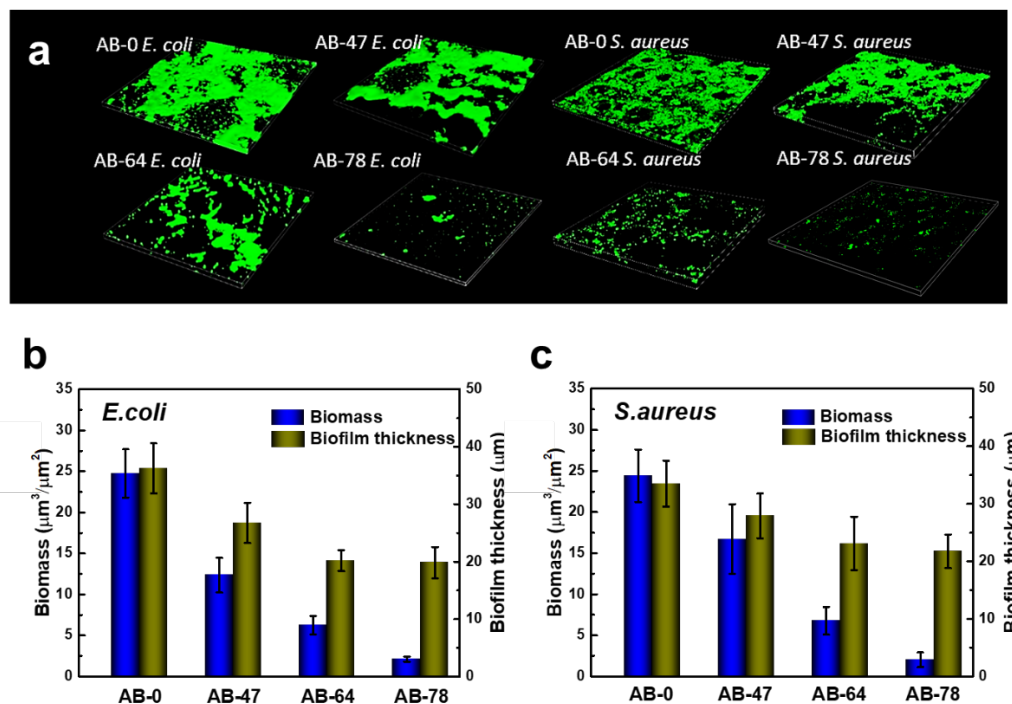 a
AB-0 E. coli
AB-47 E. coli
AB-0 S. aureus
AB-47 S. aureus
AB-64 E. coli
AB-78 E. coli
AB-64 S. aureus
AB-78 S. aureus
b
E.coli
Biomass
Biofilm thickness
Biomass (μm³/μm²)
35
30
25
20
15
10
5
0
Biofilm thickness (μm)
50
40
30
20
10
0
AB-0 AB-47 AB-64 AB-78
c
S.aureus
Biomass
Biofilm thickness
Biomass (μm³/μm²)
35
30
25
20
15
10
5
0
Biofilm thickness (μm)
50
40
30
20
10
0
AB-0 AB-47 AB-64 AB-78